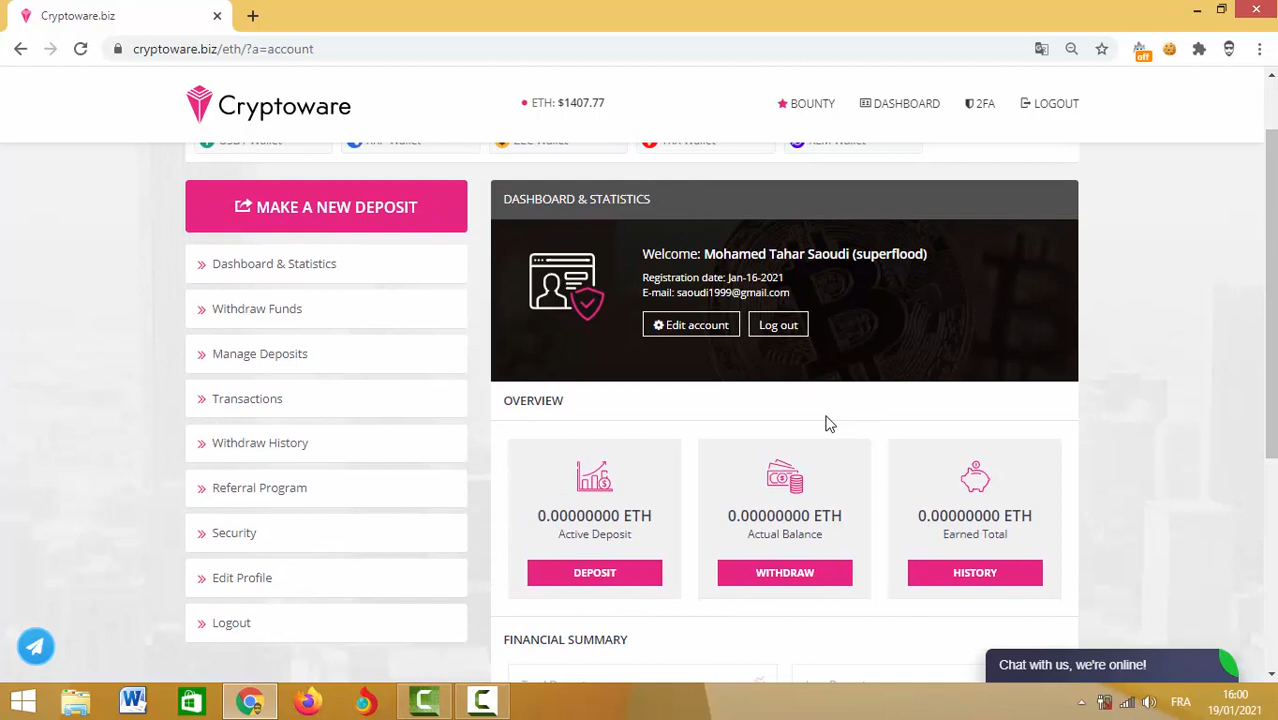 Cryptoware.biz
cryptoware.biz/eth/?a=account
off
Cryptoware
ETH: $1407.77
BOUNTY
DASHBOARD
2FA
LOGOUT
MAKE A NEW DEPOSIT
Dashboard & Statistics
Withdraw Funds
Manage Deposits
Transactions
Withdraw History
Referral Program
Security
Edit Profile
Logout
DASHBOARD & STATISTICS
Welcome: Mohamed Tahar Saoudi (superflood)
Registration date: Jan-16-2021
E-mail: saoudi1999@gmail.com
Edit account
Log out
OVERVIEW
0.00000000 ETH
Active Deposit
DEPOSIT
0.00000000 ETH
Actual Balance
WITHDRAW
0.00000000 ETH
Earned Total
HISTORY
FINANCIAL SUMMARY
Chat with us, we're online!
FRA
16:00
19/01/2021